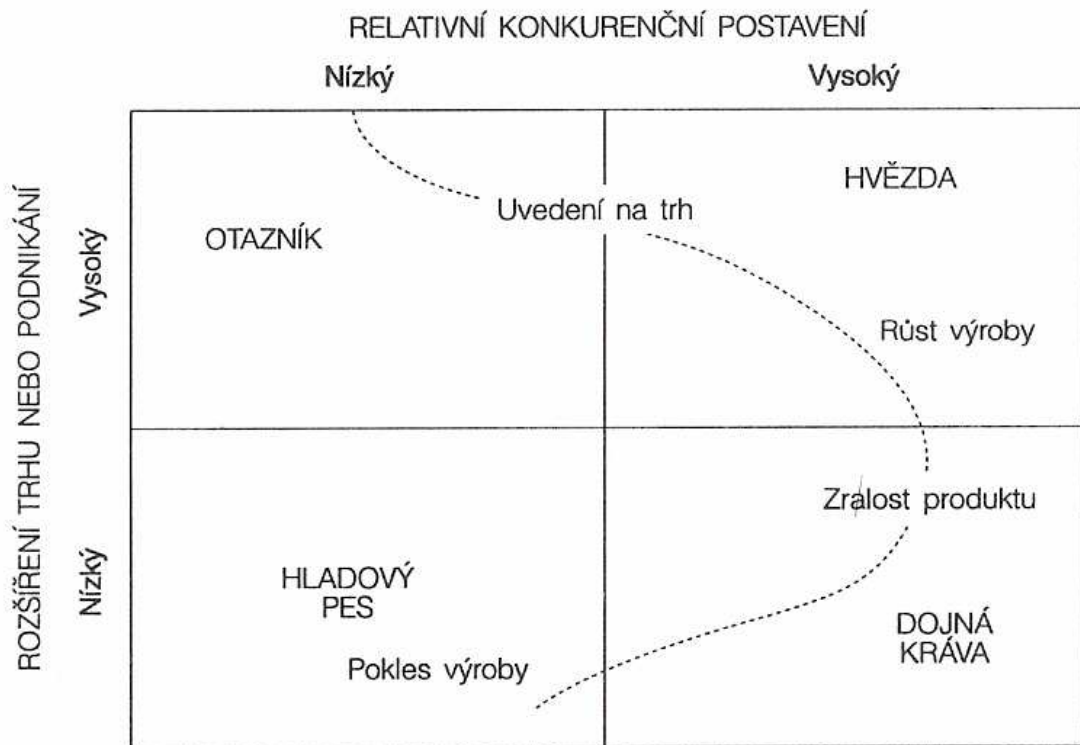 RELATIVNÍ KONKURENČNÍ POSTAVENÍ
Nízký
Vysoký
ROZŠÍŘENÍ TRHU NEBO PODNIKÁNÍ
Vysoký
Nízký
HVĚZDA
Uvedení na trh
OTAZNÍK
Růst výroby
Zralost produktu
HLADOVÝ
PES
DOJNÁ
KRÁVA
Pokles výroby